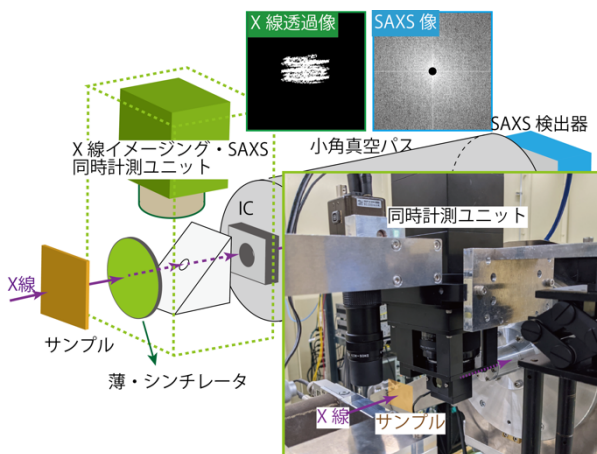 X 線透過像
SAXS 像
SAXS 検出器
X 線イメージング・SAXS
同時計測ユニット
小角真空パス
IC
同時計測ユニット
X線
サンプル
薄・シンチレータ
X 線
サンプル